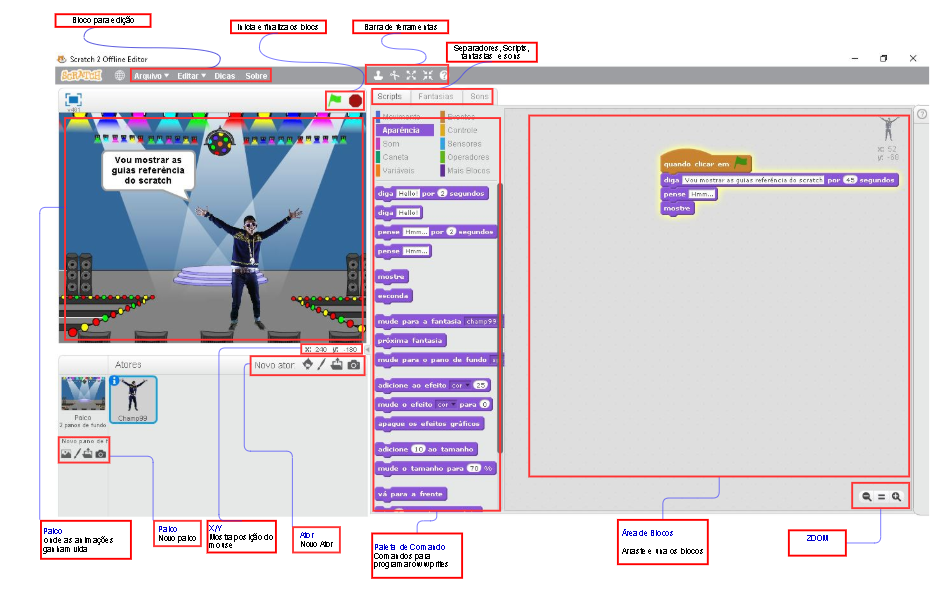 Bloco para edição
Inicia e finaliza os blocs
Barra de ferramentas
Separadores, Scripts,
fantasias e sons
Scratch 2 Offline Editor
SCRATCH
Arquivo
Editar
Dicas
Sobre
Scripts
Fantasias
Sons
Movimento
Eventos
Aparência
Controle
Som
Sensores
Caneta
Operadores
Variáveis
Mais Blocos
Vou mostrar as
guias referência
do scratch
diga Hello! por 2 segundos
diga Hello!
pense Hmm... por 2 segundos
pense Hmm...
mostre
esconda
mude para a fantasia champ99
próxima fantasia
mude para o pano de fundo
adicione ao efeito cor 25
mude o efeito cor para 0
apague os efeitos gráficos
adicione 10 ao tamanho
mude o tamanho para 70 %
vá para a frente
quando clicar em
diga Vou mostrar as guias referência do scratch por 45 segundos
pense Hmm...
mostre
X: 52
y: -68
X: 240 y: -180
Atores
Novo ator:
Palco
2 panos de fundo
Champ99
Novo pano de f
Palco
onde as animações
ganham vida
Palco
Novo palco
X/Y
Mostra posição do
mouse
Ator
Novo Ator
Paleta de Comando
Comandos para
programar
Área de Blocos
Arraste e una os blocos
ZOOM